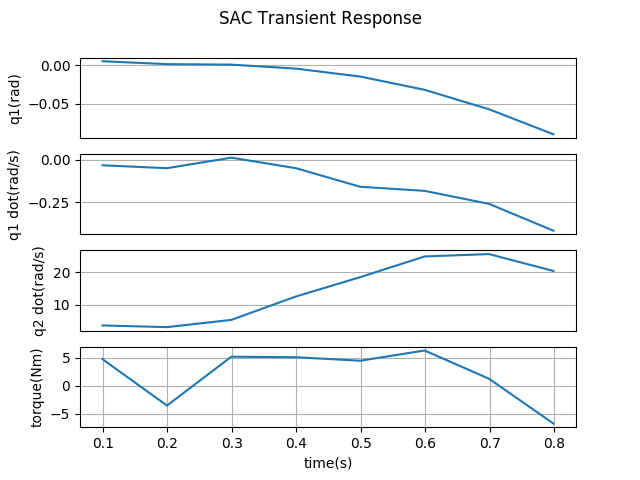 SAC Transient Response
q1(rad)
0.00
−0.05
q1 dot(rad/s)
0.00
−0.25
q2 dot(rad/s)
20
10
torque(Nm)
5
0
−5
0.1 0.2 0.3 0.4 0.5 0.6 0.7 0.8
time(s)